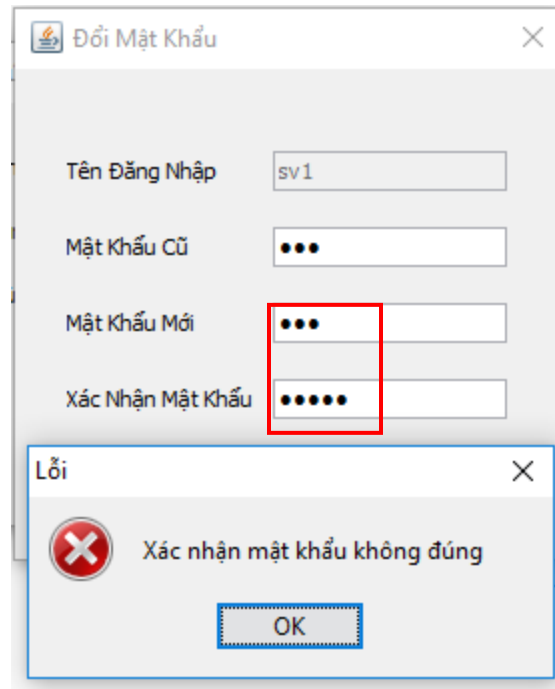 Đổi Mật Khẩu
Tên Đăng Nhập sv1
Mật Khẩu Cũ •••
Mật Khẩu Mới •••
Xác Nhận Mật Khẩu •••••
Lỗi
Xác nhận mật khẩu không đúng
OK